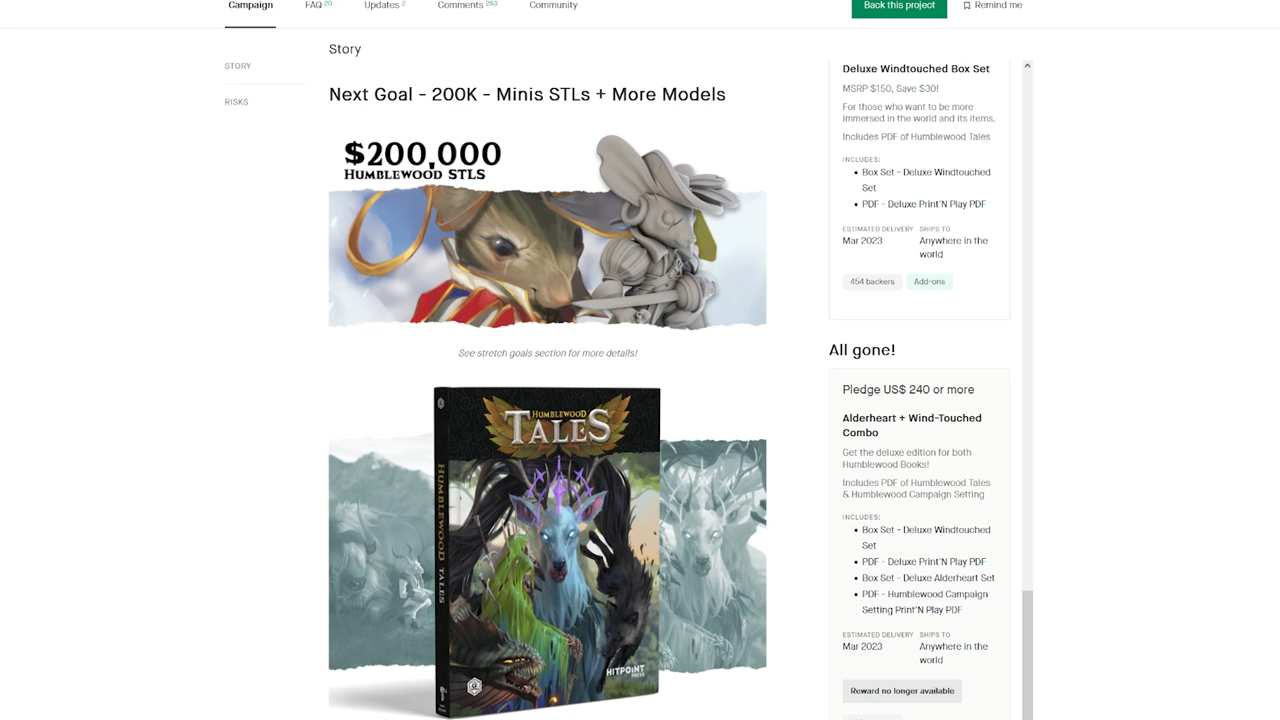 Campaign
FAQ 20
Updates 2
Comments 263
Community
Back this project
Remind me
STORY
RISKS
Story
Next Goal - 200K - Minis STLs + More Models
$200,000
HUMBLEWOOD STLS
See stretch goals section for more details!
HUMBLEWOOD
TALES
HUMBLEWOOD TALES
HITPOINT
PRESS
Deluxe Windtouched Box Set
MSRP $150, Save $30!
For those who want to be more
immersed in the world and its items.
Includes PDF of Humblewood Tales
INCLUDES:
• Box Set - Deluxe Windtouched
Set
• PDF - Deluxe Print'N Play PDF
ESTIMATED DELIVERY SHIPS TO
Mar 2023 Anywhere in the
world
454 backers Add-ons
All gone!
Pledge US$ 240 or more
Alderheart + Wind-Touched
Combo
Get the deluxe edition for both
Humblewood Books!
Includes PDF of Humblewood Tales
& Humblewood Campaign Setting
INCLUDES:
• Box Set - Deluxe Windtouched
Set
• PDF - Deluxe Print'N Play PDF
• Box Set - Deluxe Alderheart Set
• PDF - Humblewood Campaign
Setting Print'N Play PDF
ESTIMATED DELIVERY SHIPS TO
Mar 2023 Anywhere in the
world
Reward no longer available